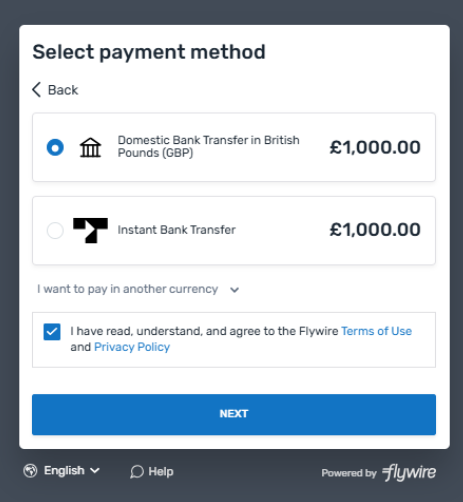 Select payment method
Back
Domestic Bank Transfer in British
Pounds (GBP)
£1,000.00
Instant Bank Transfer
£1,000.00
I want to pay in another currency
I have read, understand, and agree to the Flywire Terms of Use
and Privacy Policy
NEXT
English
Help
Powered by flywire